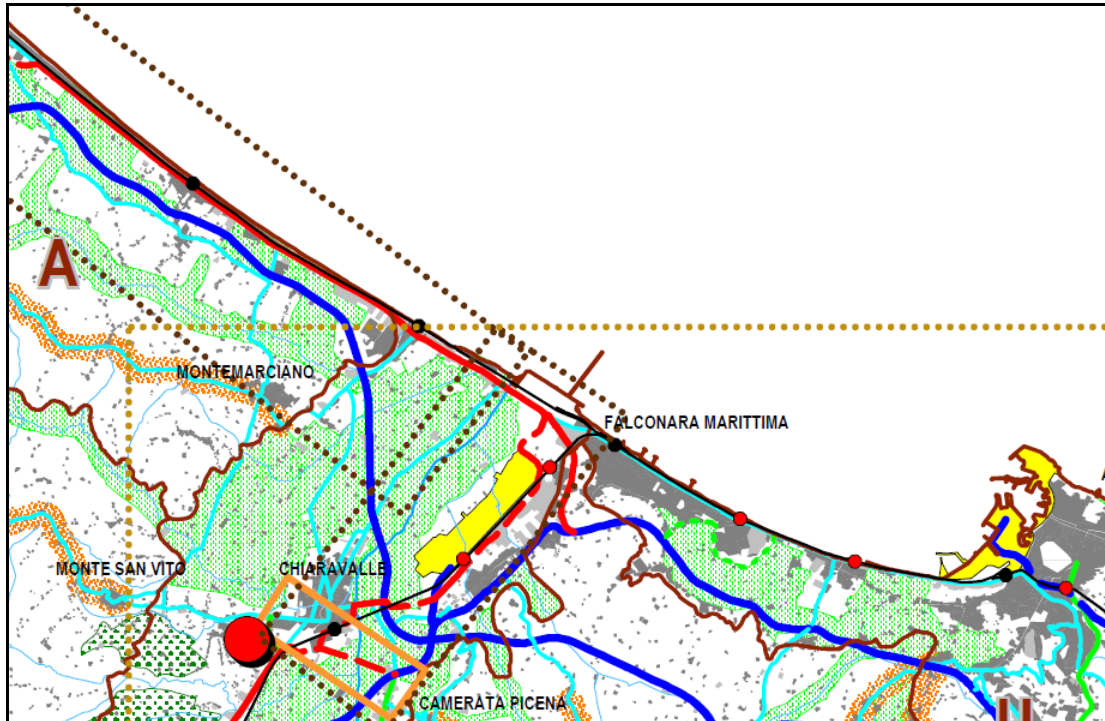 A
MONTEMARCIANO
FALCONARA MARITTIMA
MONTE SAN VITO
CHIARAVALLE
CAMERATA PICENA